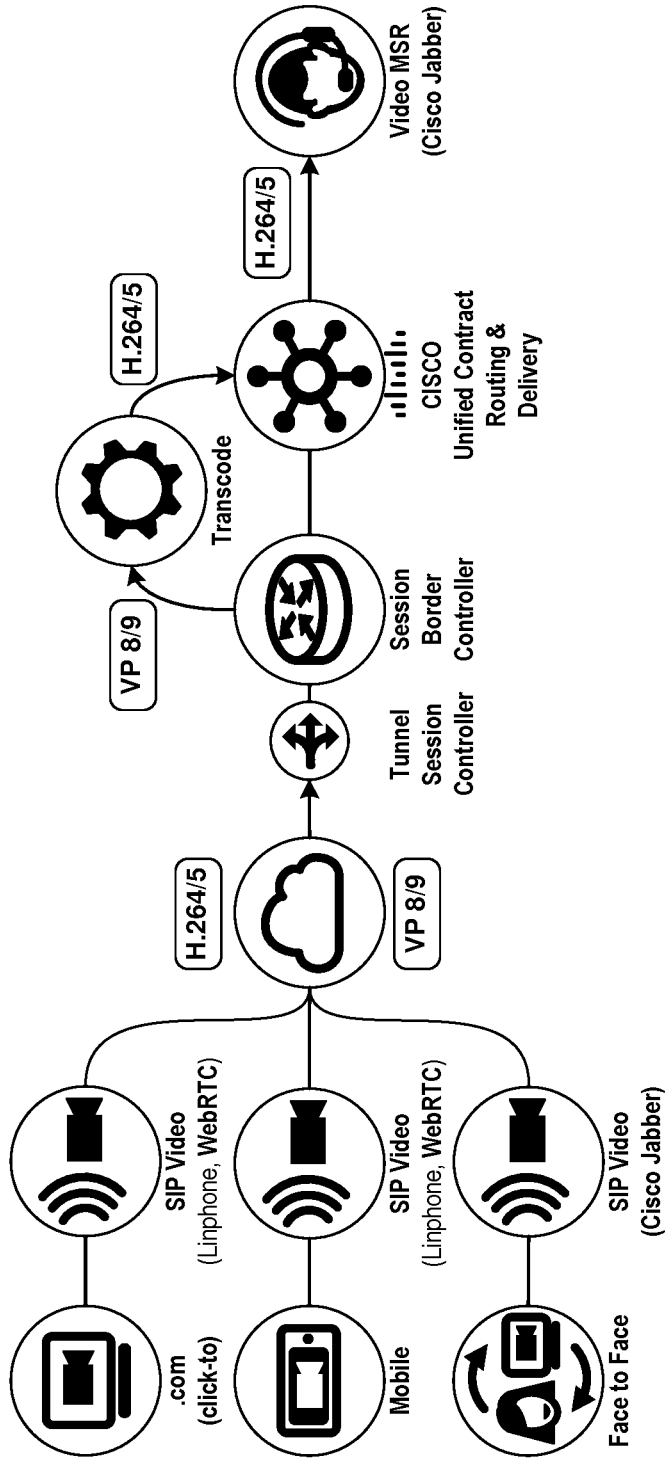 .com
(click-to)
SIP Video
(Linphone, WebRTC)
Mobile
SIP Video
(Linphone, WebRTC)
Face to Face
SIP Video
(Cisco Jabber)
H.264/5
VP 8/9
Tunnel
Session
Controller
Session
Border
Controller
VP 8/9
Transcode
H.264/5
CISCO
Unified Contract
Routing &
Delivery
H.264/5
Video MSR
(Cisco Jabber)